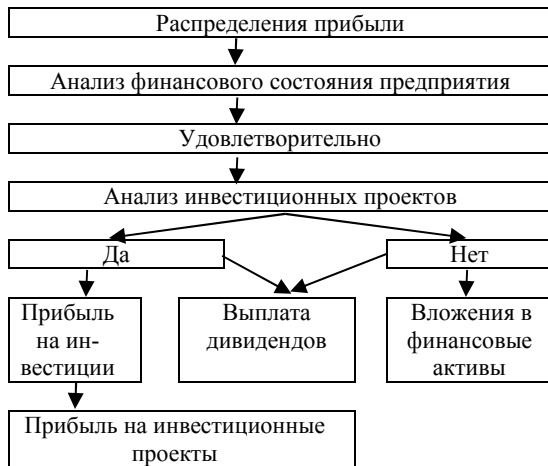 Распределения прибыли
Анализ финансового состояния предприятия
Удовлетворительно
Анализ инвестиционных проектов
Да
Нет
Прибыль
на ин-
вестиции
Выплата
дивидендов
Вложения в
финансовые
активы
Прибыль на инвестиционные
проекты